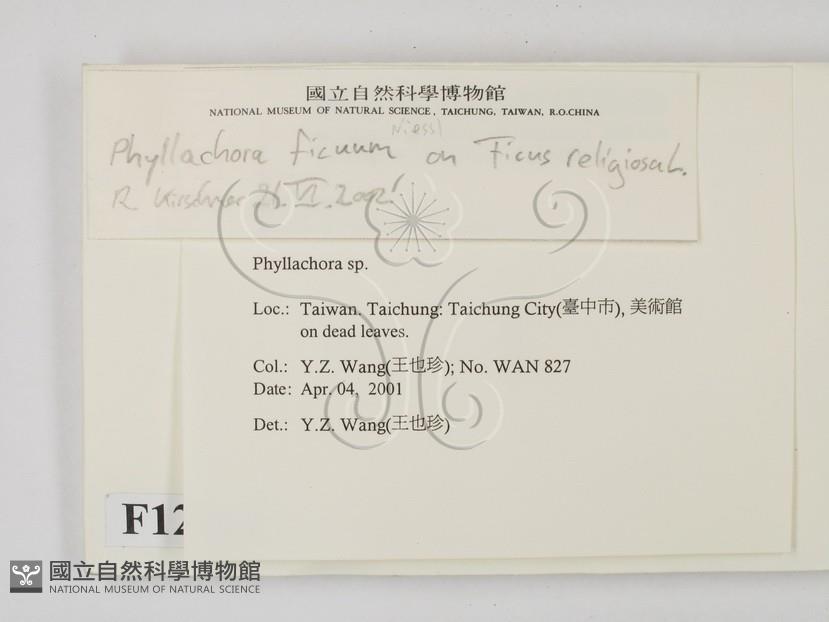 國立自然科學博物館
NATIONAL MUSEUM OF NATURAL SCIENCE, TAICHUNG, TAIWAN, R.O.CHINA
Niessl
Phyllachora ficuum on Ficus religiosa L.
R. Kirschner 21.VI.2002!
Phyllachora sp.
Loc.: Taiwan. Taichung: Taichung City(臺中市), 美術館
on dead leaves.
Col.: Y.Z. Wang(王也珍); No. WAN 827
Date: Apr. 04, 2001
Det.: Y.Z. Wang(王也珍)
F12
國立自然科學博物館
NATIONAL MUSEUM OF NATURAL SCIENCE